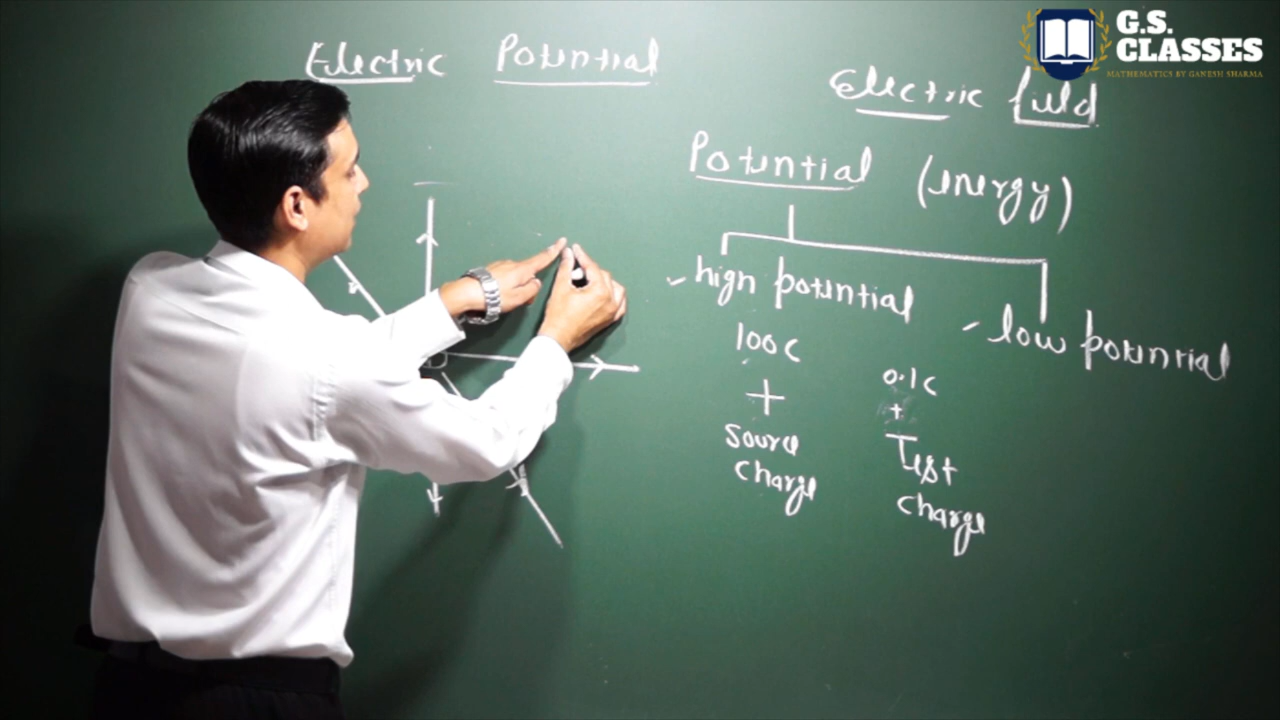 G.S.
CLASSES
MATHEMATICS BY GANESH SHARMA
Electric Potential
Electric field
Potential (energy)
high potential
low potential
100C
+
Source
charge
0.1C
+
Test
charge